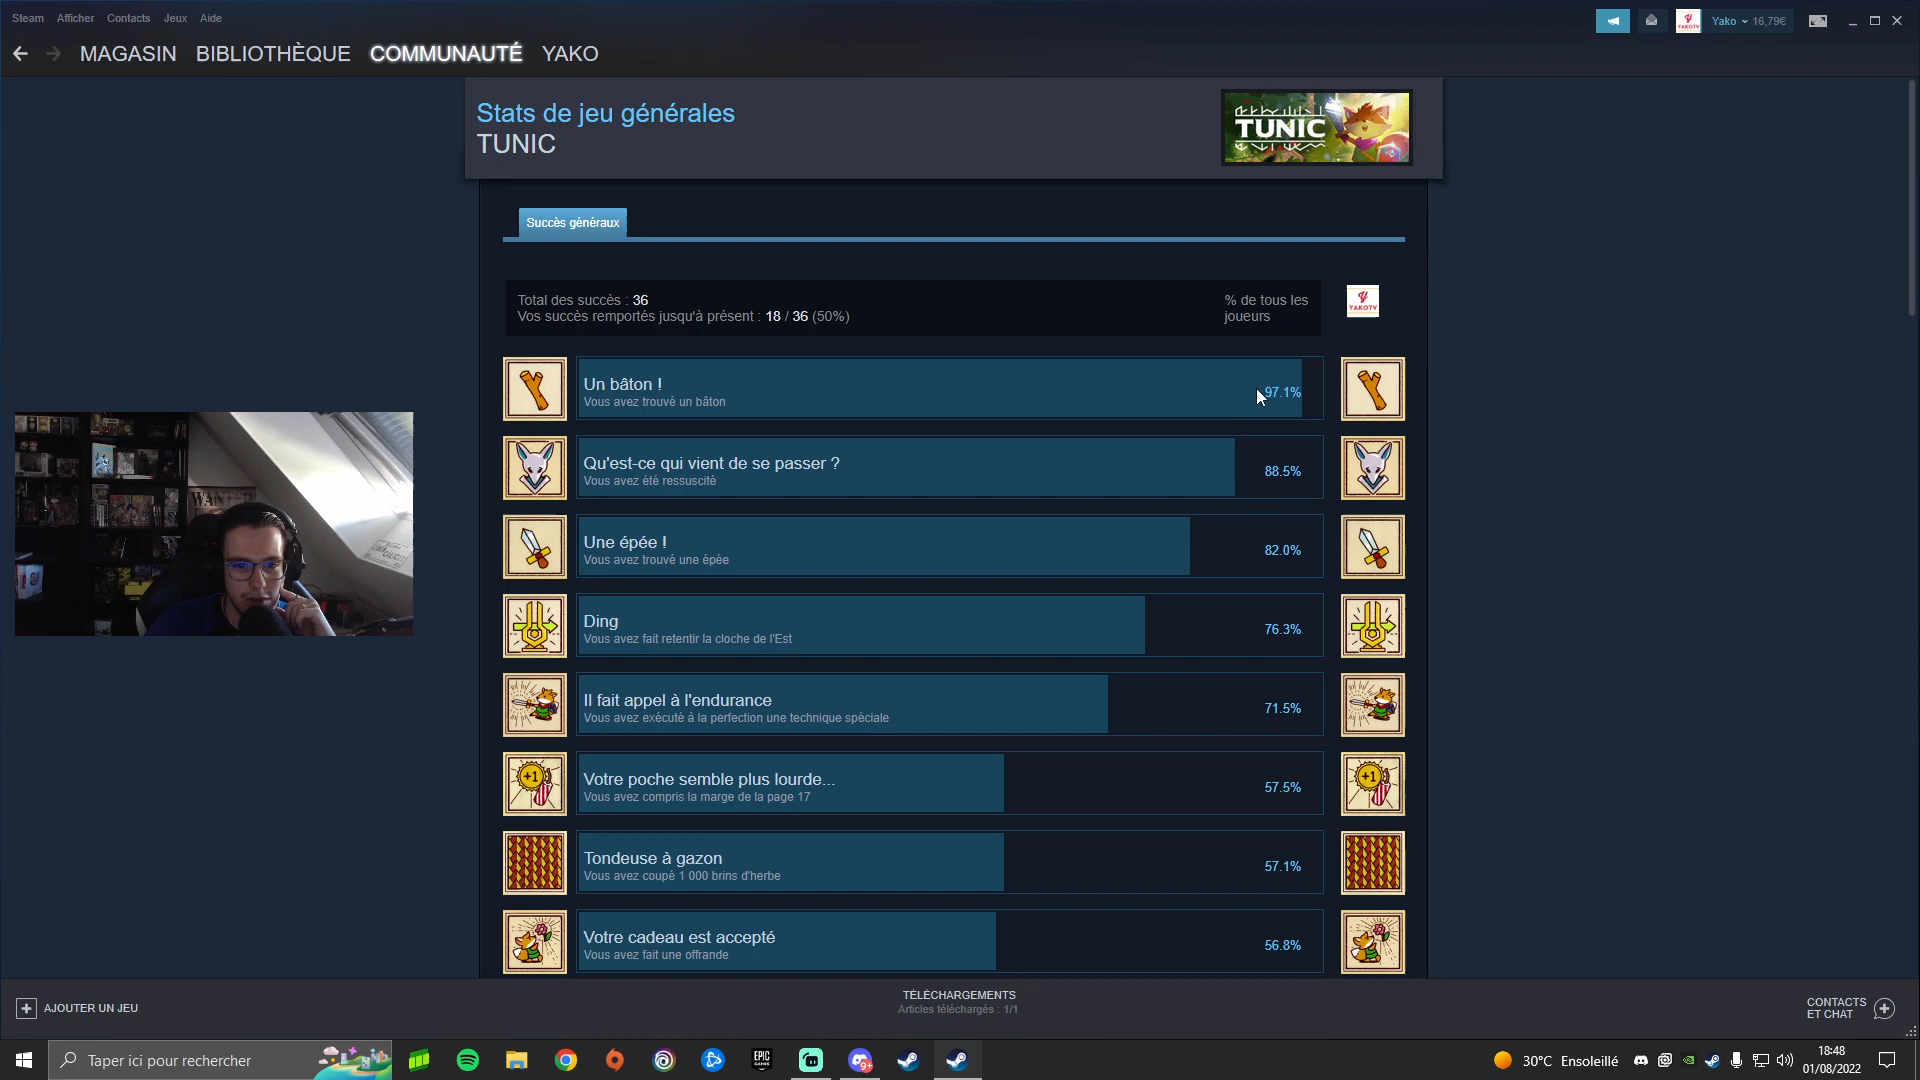 Steam Afficher Contacts Jeux Aide
Yako 16,79€
MAGASIN BIBLIOTHÈQUE COMMUNAUTÉ YAKO
Stats de jeu générales
TUNIC
TUNIC
Succès généraux
Total des succès : 36
Vos succès remportés jusqu'à présent : 18 / 36 (50%)
% de tous les
joueurs
YAKOTV
Un bâton !
Vous avez trouvé un bâton
97.1%
Qu'est-ce qui vient de se passer ?
Vous avez été ressuscité
88.5%
Une épée !
Vous avez trouvé une épée
82.0%
Ding
Vous avez fait retentir la cloche de l'Est
76.3%
Il fait appel à l'endurance
Vous avez exécuté à la perfection une technique spéciale
71.5%
+1
Votre poche semble plus lourde...
Vous avez compris la marge de la page 17
57.5%
+1
Tondeuse à gazon
Vous avez coupé 1 000 brins d'herbe
57.1%
Votre cadeau est accepté
Vous avez fait une offrande
56.8%
WANTED
AJOUTER UN JEU
TÉLÉCHARGEMENTS
Articles téléchargés : 1/1
CONTACTS
ET CHAT
Taper ici pour rechercher
EPIC
GAMES
9+
30°C Ensoleillé
18:48
01/08/2022